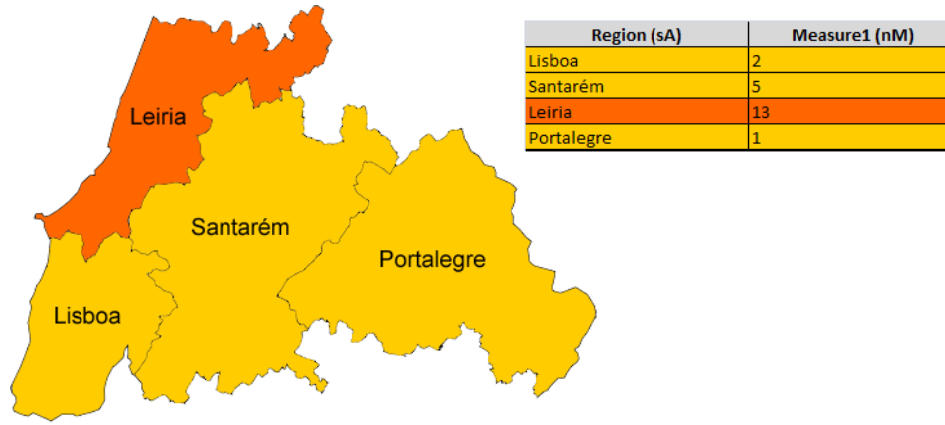 Leiria
Santarém
Portalegre
Lisboa
Region (sA) Measure1 (nM)
Lisboa 2
Santarém 5
Leiria 13
Portalegre 1